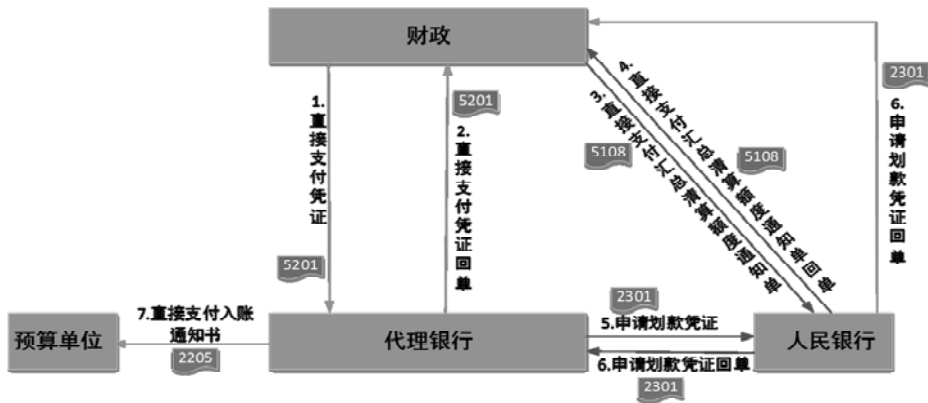 财政
1.直接支付凭证
5201
2.直接支付凭证回单
5201
3.直接支付汇总清算额度通知单
5108
4.直接支付汇总清算额度通知单回单
5108
2301
6.申请划款凭证回单
预算单位
7.直接支付入账
通知书
2205
代理银行
2301
5.申请划款凭证
6.申请划款凭证回单
2301
人民银行